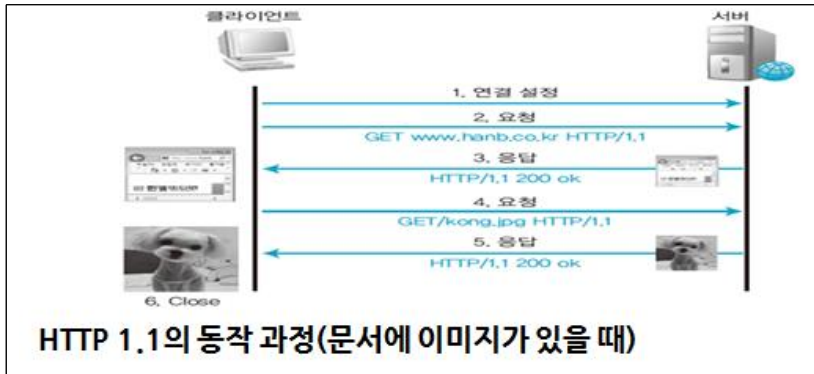 클라이언트
서버
1. 연결 설정
2. 요청
GET www.hanb.co.kr HTTP/1.1
3. 응답
HTTP/1.1 200 ok
4. 요청
GET/kong.jpg HTTP/1.1
5. 응답
HTTP/1.1 200 ok
6. Close
HTTP 1.1의 동작 과정(문서에 이미지가 있을 때)